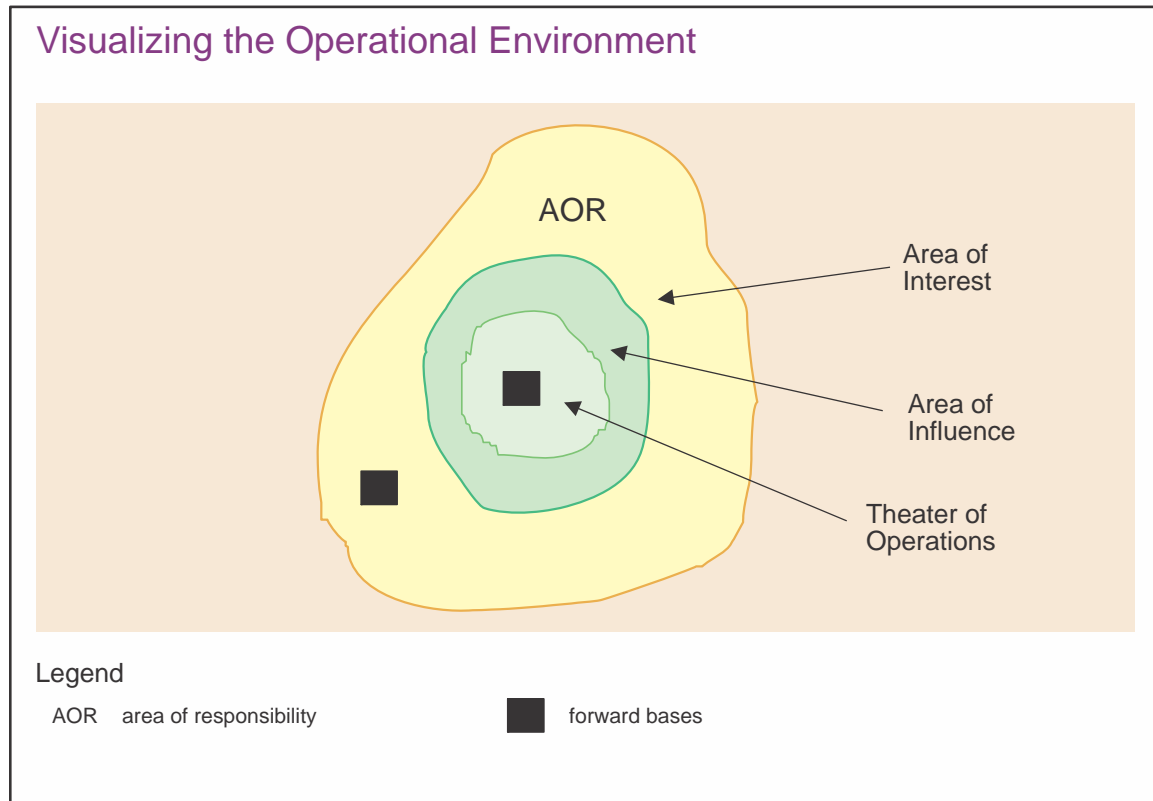 Visualizing the Operational Environment
AOR
Area of
Interest
Area of
Influence
Theater of
Operations
Legend
AOR area of responsibility
forward bases